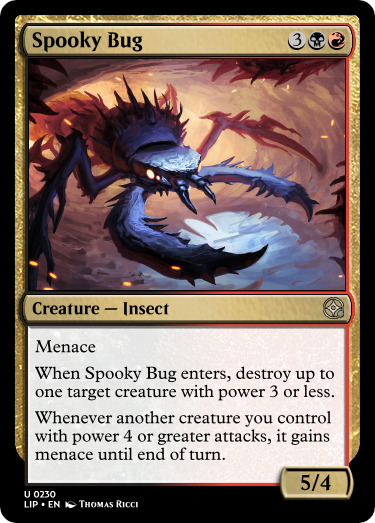 Spooky Bug 3
Creature — Insect
Menace
When Spooky Bug enters, destroy up to
one target creature with power 3 or less.
Whenever another creature you control
with power 4 or greater attacks, it gains
menace until end of turn.
5/4
U 0230
LIP • EN Thomas Ricci